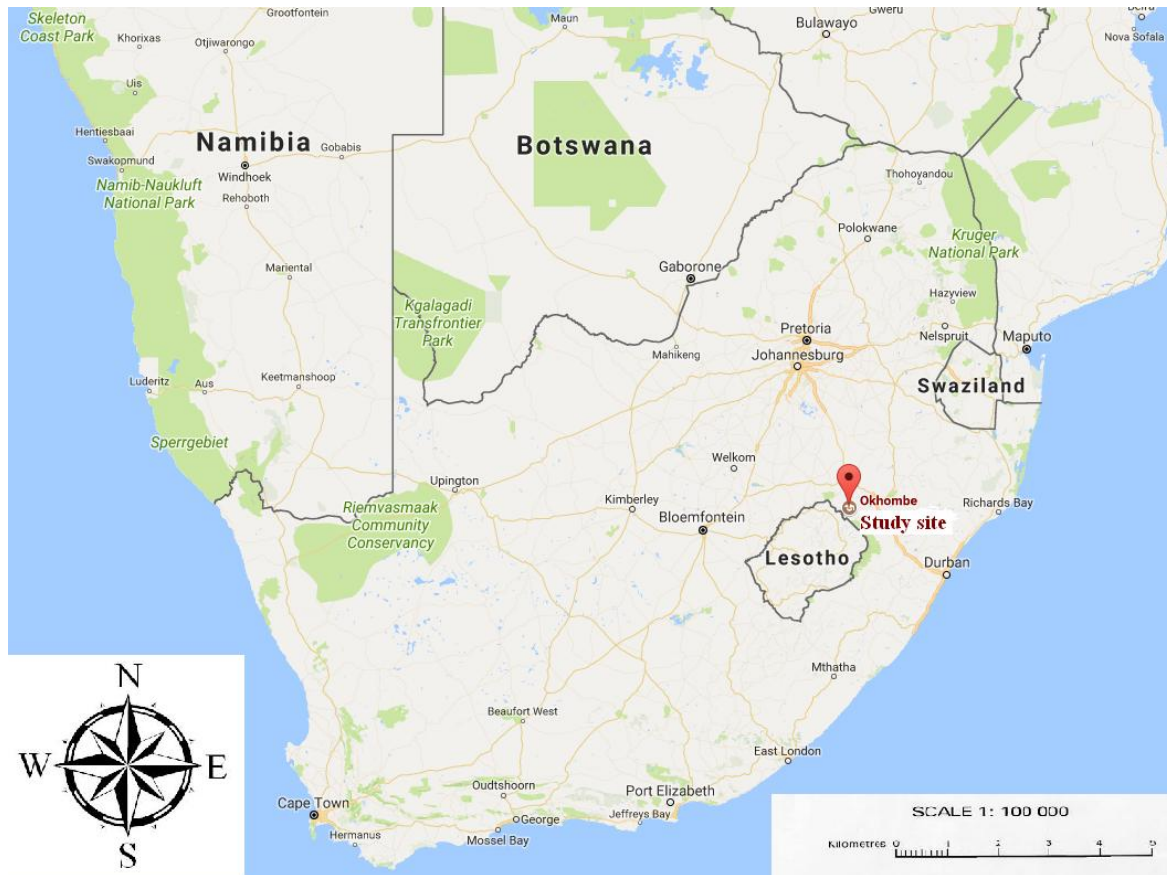 Skeleton
Coast Park
Grootfontein
Maun
Gweru
Bulawayo
Nova Sofala
Khorixas
Otjiwarongo
Uis
Hentiesbaai
Swakopmund
Namibia
Gobabis
Windhoek
Rehoboth
Namib-Naukluft
National Park
Botswana
Thohoyandou
Polokwane
Kruger
National Park
Mariental
Gaborone
Hazyview
Kgalagadi
Transfrontier
Park
Pretoria
Johannesburg
Mahikeng
Nelspruit
Maputo
Luderitz
Aus
Keetmanshoop
Swaziland
Sperrgebiet
Welkom
Upington
Kimberley
Okhombe
Study site
Richards Bay
Riemvasmaak
Community
Conservancy
Bloemfontein
Lesotho
Durban
Mthatha
Beaufort West
East London
Oudtshoorn
Port Elizabeth
Cape Town
George
Jeffreys Bay
Hermanus
Mossel Bay
N
W
E
S
SCALE 1: 100 000
Kilometres 0 1 2 3 4 5